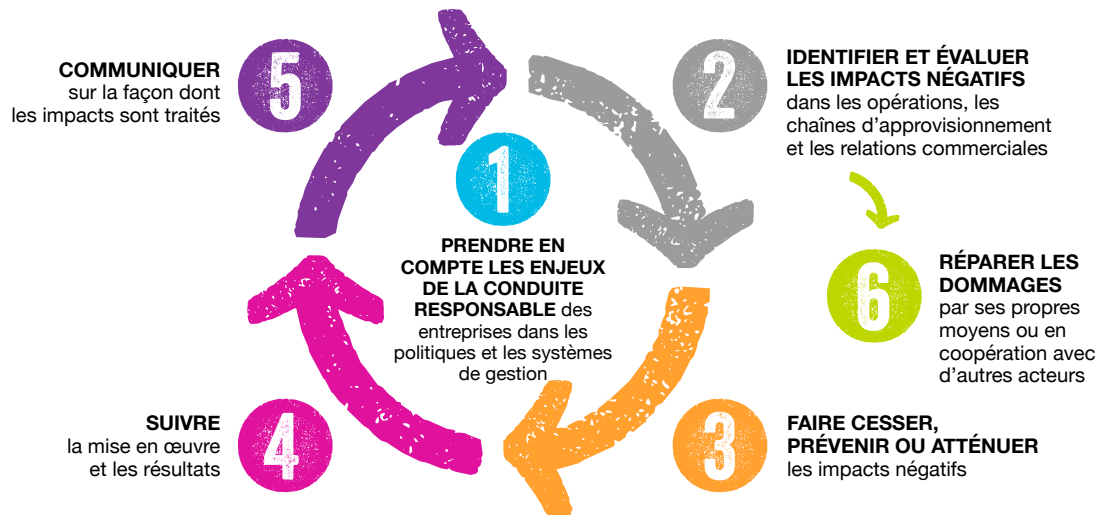 1
PRENDRE EN
COMPTE LES ENJEUX
DE LA CONDUITE
RESPONSABLE des
entreprises dans les
politiques et les systèmes
de gestion
2
IDENTIFIER ET ÉVALUER
LES IMPACTS NÉGATIFS
dans les opérations, les
chaînes d’approvisionnement
et les relations commerciales
3
FAIRE CESSER,
PRÉVENIR OU ATTÉNUER
les impacts négatifs
4
SUIVRE
la mise en œuvre
et les résultats
5
COMMUNIQUER
sur la façon dont
les impacts sont traités
6
RÉPARER LES
DOMMAGES
par ses propres
moyens ou en
coopération avec
d’autres acteurs